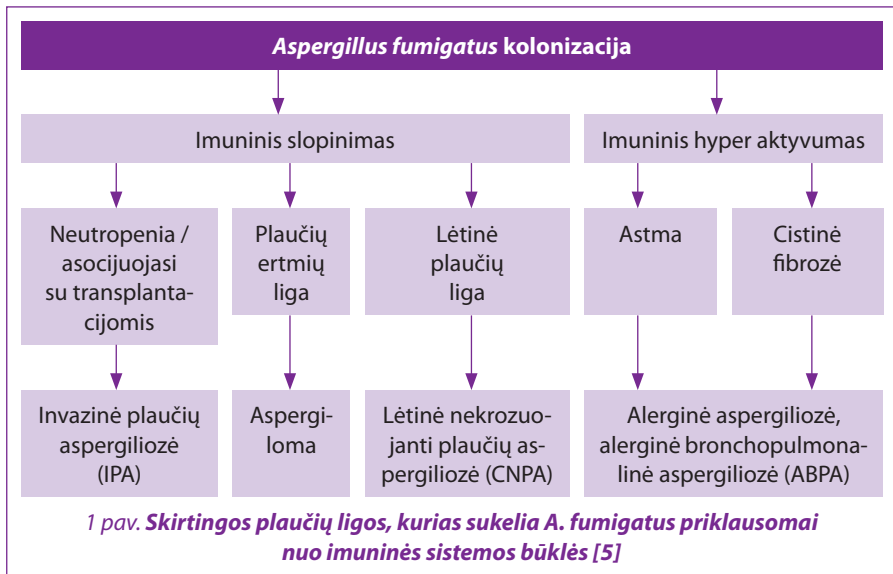 Aspergillus fumigatus kolonizacija
Imuninis slopinimas
Imuninis hyper aktyvumas
Neutropenia /
asocijuojasi
su transplanta-
cijomis
Plaučių
ertmių
liga
Lėtinė
plaučių
liga
Astma
Cistinė
fibrozė
Invazinė plaučių
aspergiliozė
(IPA)
Aspergi-
loma
Lėtinė nekrozuo-
janti plaučių as-
pergiliozė (CNPA)
Alerginė aspergiliozė,
alerginė bronchopulmona-
linė aspergiliozė (ABPA)
1 pav. Skirtingos plaučių ligos, kurias sukelia A. fumigatus priklausomai
nuo imuninės sistemos būklės [5]